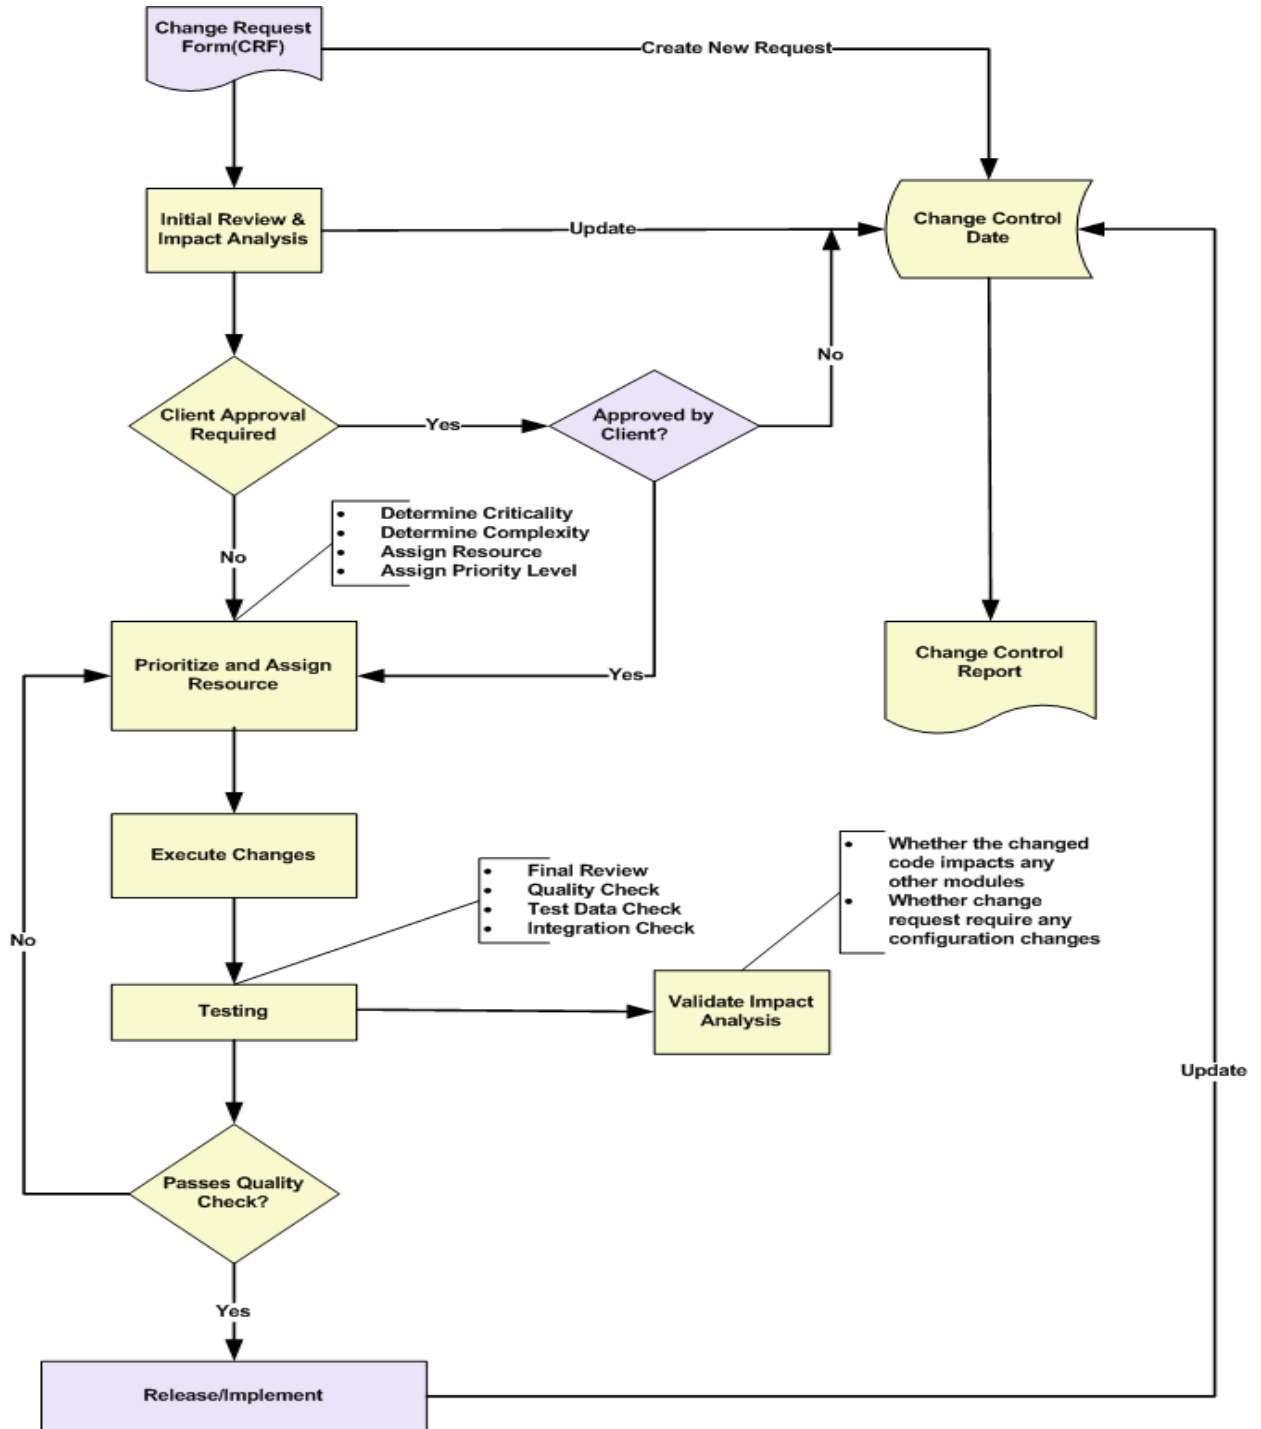 Change Request
Form(CRF)
Create New Request
Initial Review &
Impact Analysis
Update
Change Control
Date
No
Client Approval
Required
Yes
Approved by
Client?
• Determine Criticality
• Determine Complexity
• Assign Resource
• Assign Priority Level
No
Prioritize and Assign
Resource
Yes
Change Control
Report
Execute Changes
• Final Review
• Quality Check
• Test Data Check
• Integration Check
• Whether the changed
code impacts any
other modules
• Whether change
request require any
configuration changes
No
Testing
Validate Impact
Analysis
Update
Passes Quality
Check?
Yes
Release/Implement